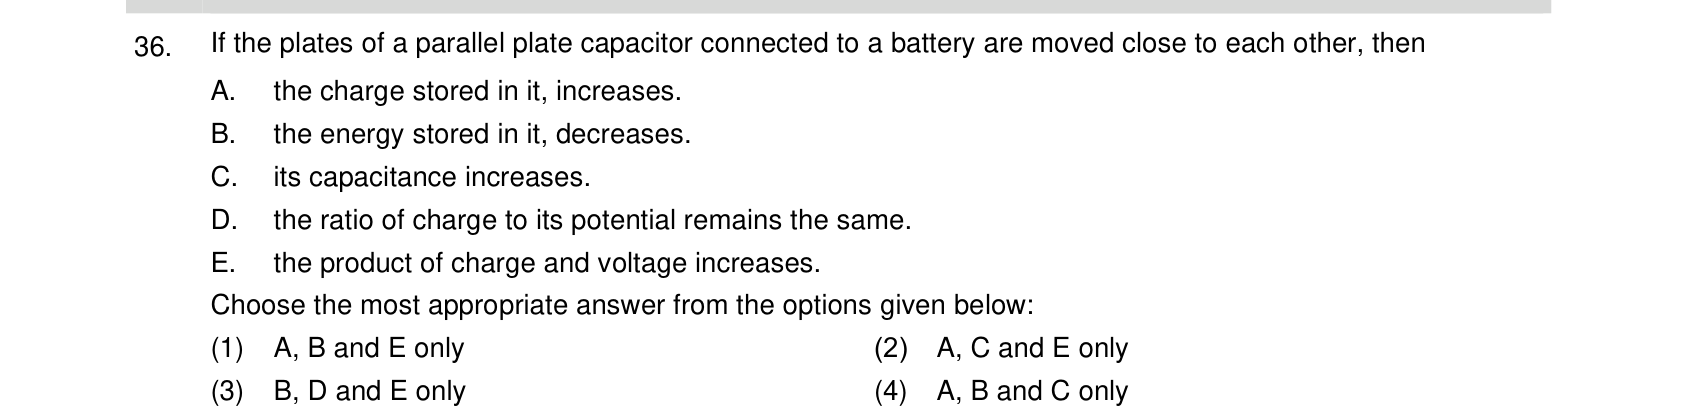 36. If the plates of a parallel plate capacitor connected to a battery are moved close to each other, then
A. the charge stored in it, increases.
B. the energy stored in it, decreases.
C. its capacitance increases.
D. the ratio of charge to its potential remains the same.
E. the product of charge and voltage increases.
Choose the most appropriate answer from the options given below:
(1) A, B and E only (2) A, C and E only
(3) B, D and E only (4) A, B and C only